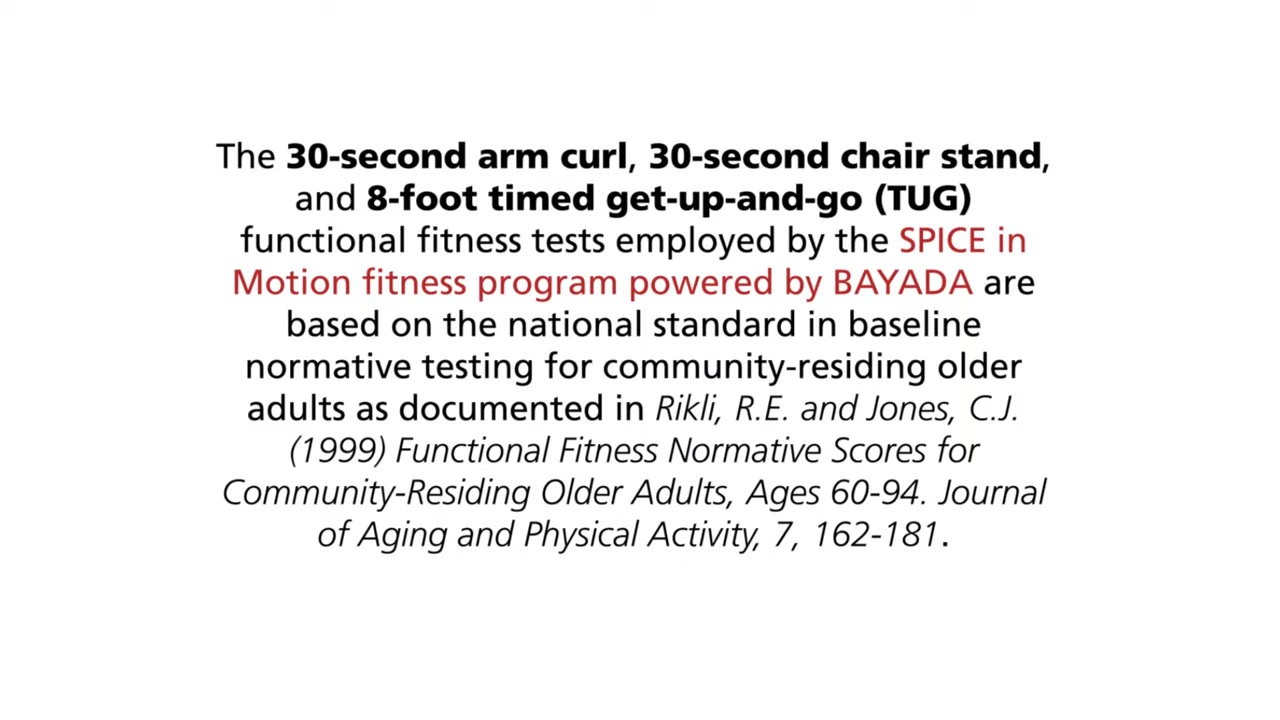 The 30-second arm curl, 30-second chair stand,
and 8-foot timed get-up-and-go (TUG)
functional fitness tests employed by the SPICE in
Motion fitness program powered by BAYADA are
based on the national standard in baseline
normative testing for community-residing older
adults as documented in Rikli, R.E. and Jones, C.J.
(1999) Functional Fitness Normative Scores for
Community-Residing Older Adults, Ages 60-94. Journal
of Aging and Physical Activity, 7, 162-181.